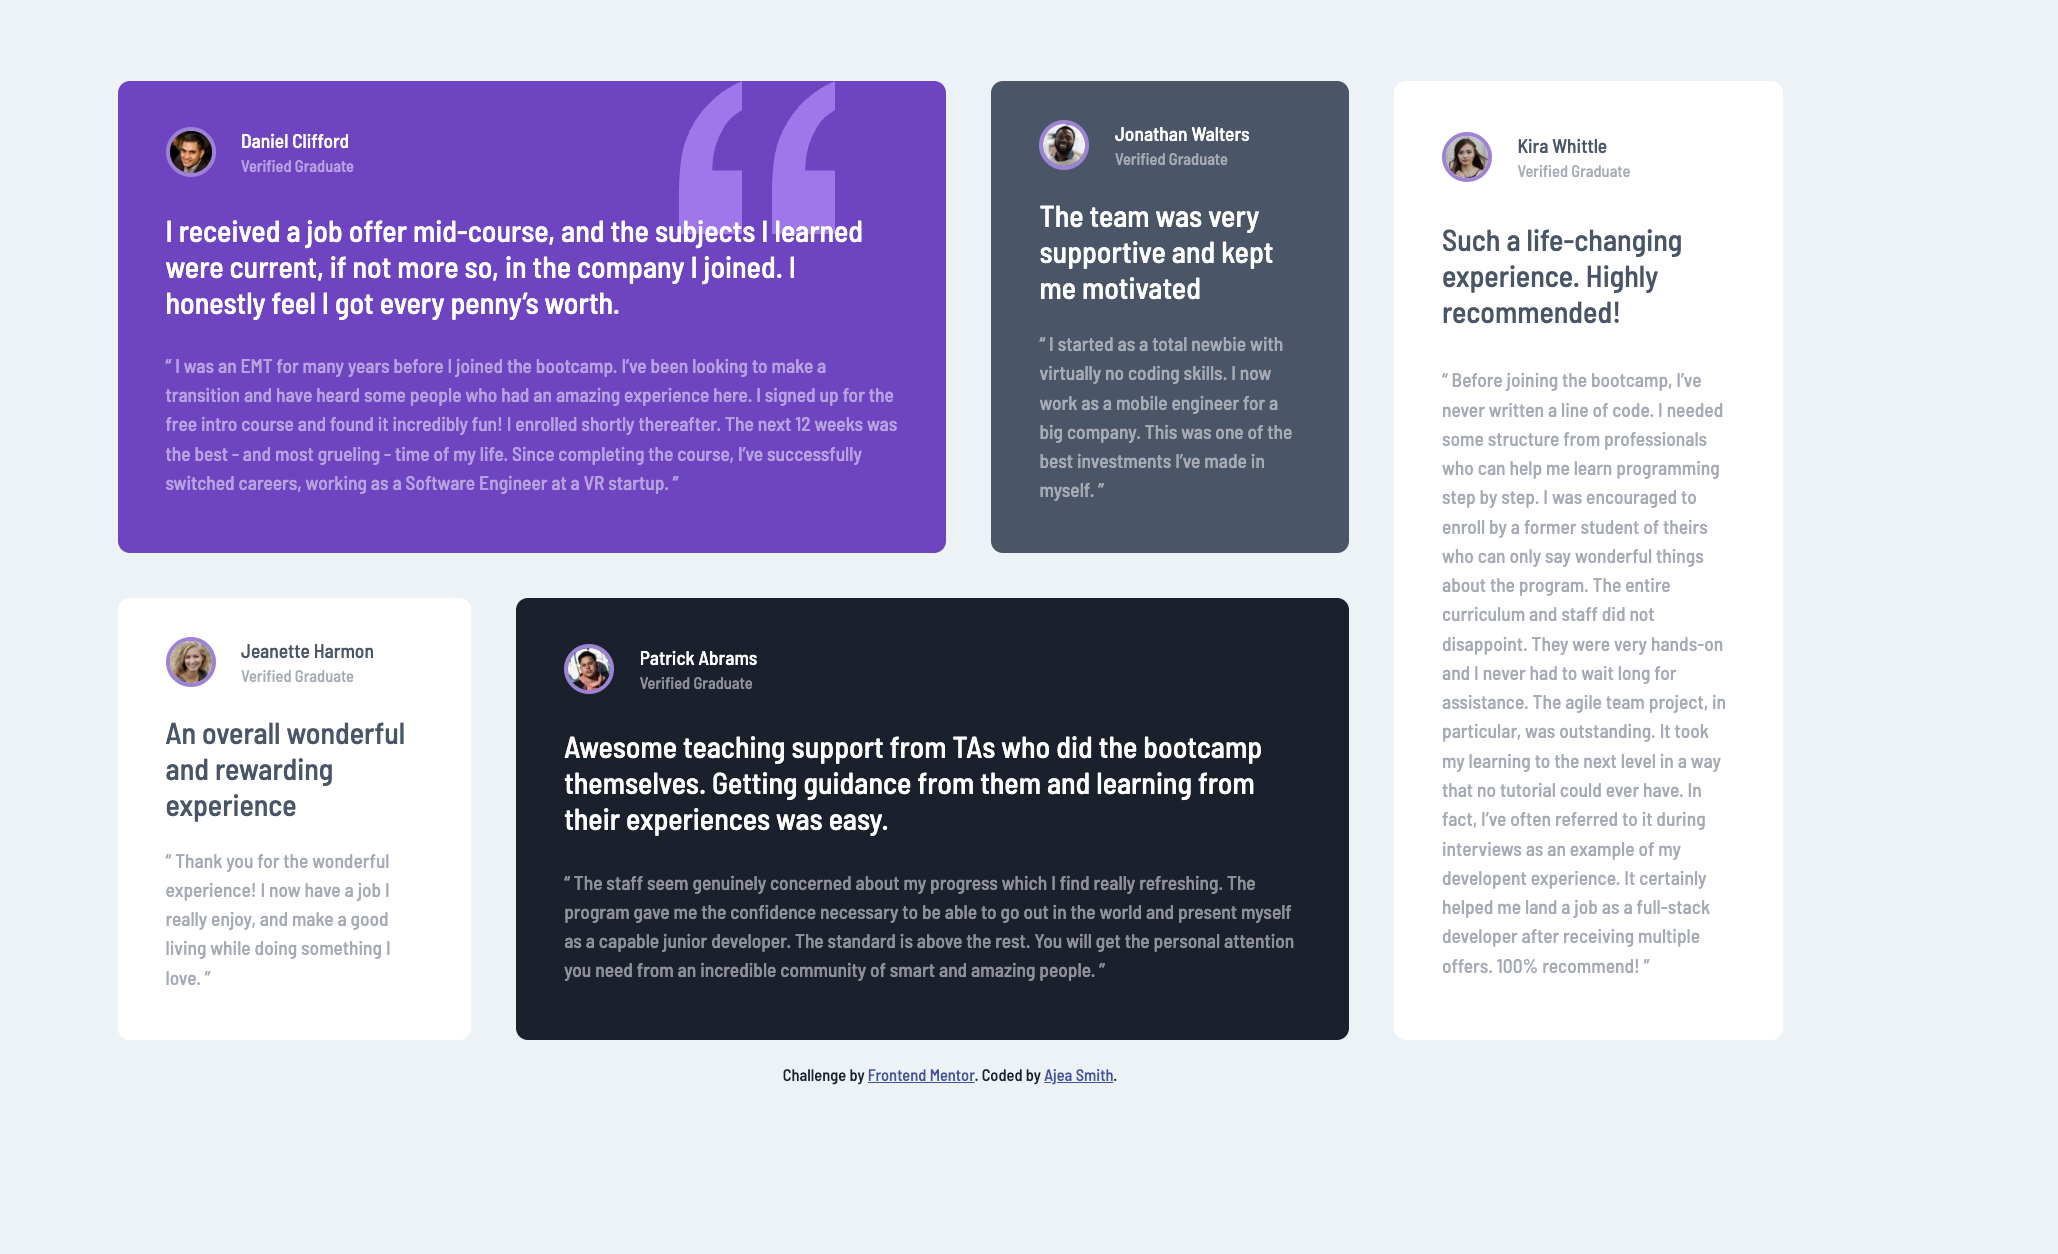 Daniel Clifford
Verified Graduate
I received a job offer mid-course, and the subjects I learned
were current, if not more so, in the company I joined. I
honestly feel I got every penny’s worth.
“ I was an EMT for many years before I joined the bootcamp. I’ve been looking to make a
transition and have heard some people who had an amazing experience here. I signed up for the
free intro course and found it incredibly fun! I enrolled shortly thereafter. The next 12 weeks was
the best - and most grueling - time of my life. Since completing the course, I’ve successfully
switched careers, working as a Software Engineer at a VR startup. ”
Jonathan Walters
Verified Graduate
The team was very
supportive and kept
me motivated
“ I started as a total newbie with
virtually no coding skills. I now
work as a mobile engineer for a
big company. This was one of the
best investments I’ve made in
myself. ”
Kira Whittle
Verified Graduate
Such a life-changing
experience. Highly
recommended!
“ Before joining the bootcamp, I’ve
never written a line of code. I needed
some structure from professionals
who can help me learn programming
step by step. I was encouraged to
enroll by a former student of theirs
who can only say wonderful things
about the program. The entire
curriculum and staff did not
disappoint. They were very hands-on
and I never had to wait long for
assistance. The agile team project, in
particular, was outstanding. It took
my learning to the next level in a way
that no tutorial could ever have. In
fact, I’ve often referred to it during
interviews as an example of my
developent experience. It certainly
helped me land a job as a full-stack
developer after receiving multiple
offers. 100% recommend! ”
Jeanette Harmon
Verified Graduate
An overall wonderful
and rewarding
experience
“ Thank you for the wonderful
experience! I now have a job I
really enjoy, and make a good
living while doing something I
love. ”
Patrick Abrams
Verified Graduate
Awesome teaching support from TAs who did the bootcamp
themselves. Getting guidance from them and learning from
their experiences was easy.
“ The staff seem genuinely concerned about my progress which I find really refreshing. The
program gave me the confidence necessary to be able to go out in the world and present myself
as a capable junior developer. The standard is above the rest. You will get the personal attention
you need from an incredible community of smart and amazing people. ”
Challenge by Frontend Mentor. Coded by Ajea Smith.